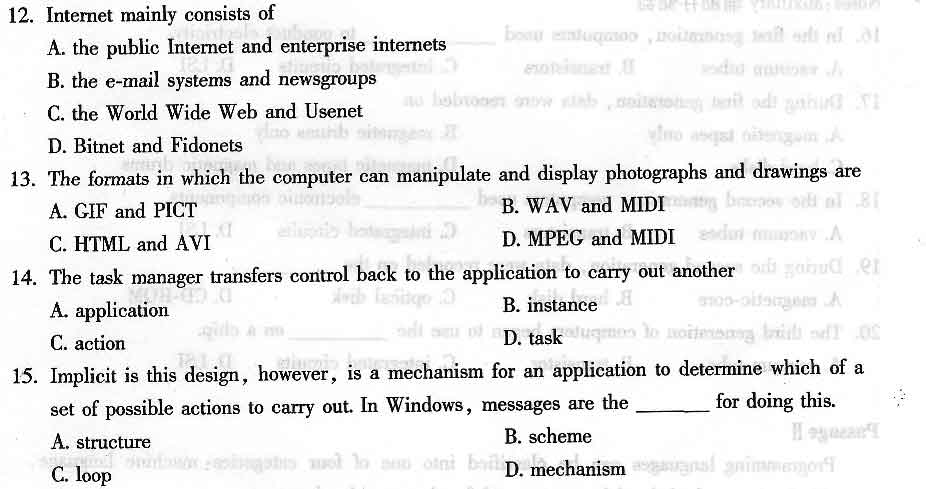 12. Internet mainly consists of
A. the public Internet and enterprise internets
B. the e-mail systems and newsgroups
C. the World Wide Web and Usenet
D. Bitnet and Fidonets
13. The formats in which the computer can manipulate and display photographs and drawings are
A. GIF and PICT B. WAV and MIDI
C. HTML and AVI D. MPEG and MIDI
14. The task manager transfers control back to the application to carry out another
A. application B. instance
C. action D. task
15. Implicit is this design, however, is a mechanism for an application to determine which of a
set of possible actions to carry out. In Windows, messages are the ______ for doing this.
A. structure B. scheme
C. loop D. mechanism